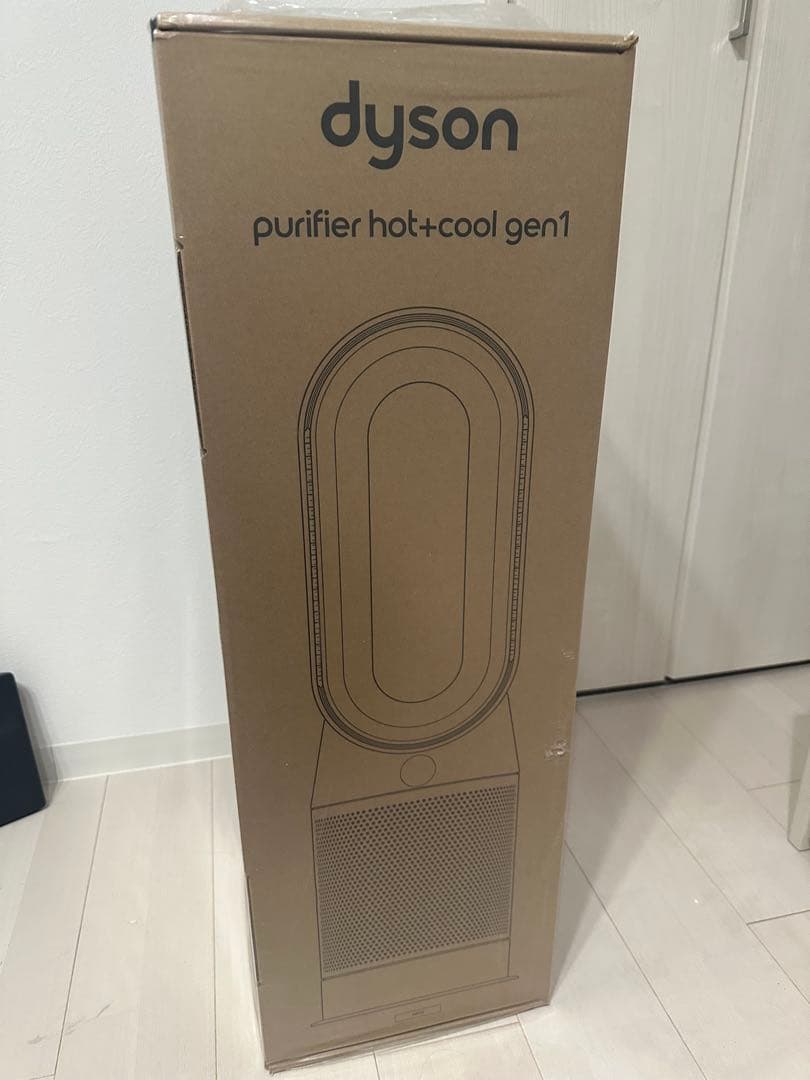 dyson
purifier hot+cool gen1